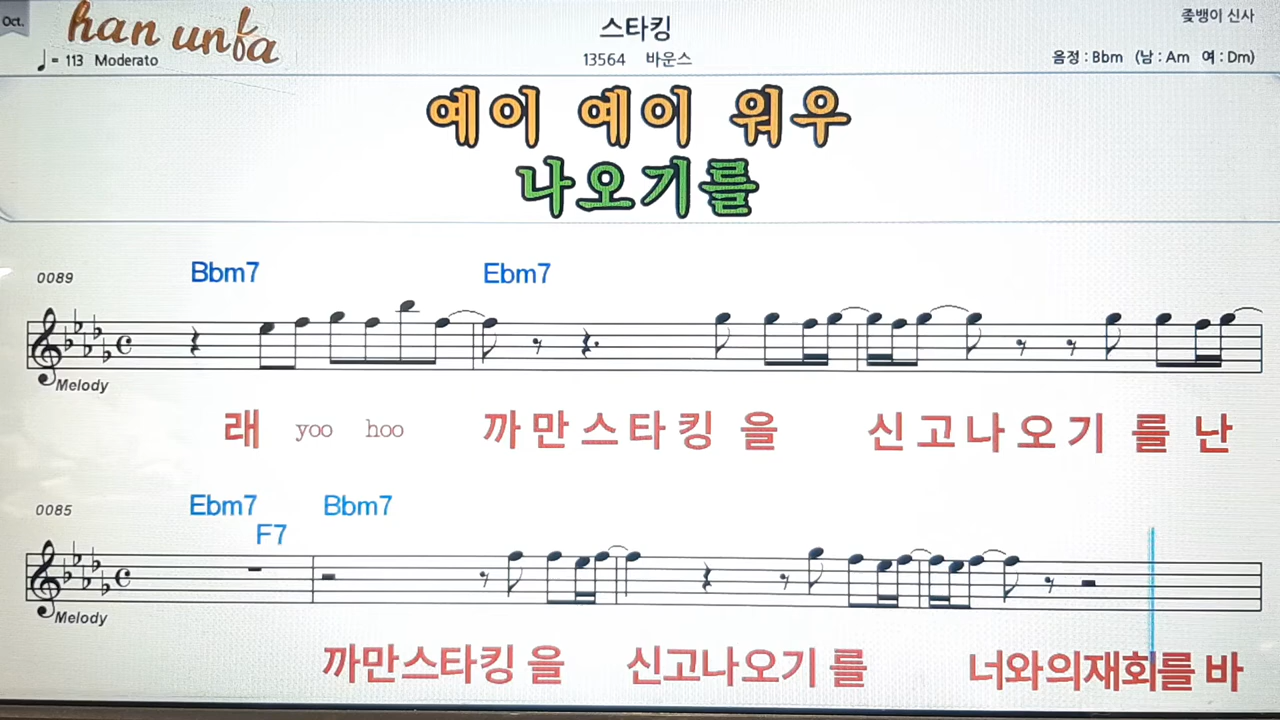 Oct.
han unfa
= 113 Moderato
스타킹
13564 바운스
좆뱅이 신사
음정 : Bbm (남 : Am 여 : Dm)
예이 예이 워우
나오기를
0089
Bbm7 Ebm7
Melody
래 yoo hoo 까만스타킹 을 신고나오기 를 난
0085
Ebm7 Bbm7
F7
Melody
까만스타킹 을 신고나오기 를 너와의재회를 바